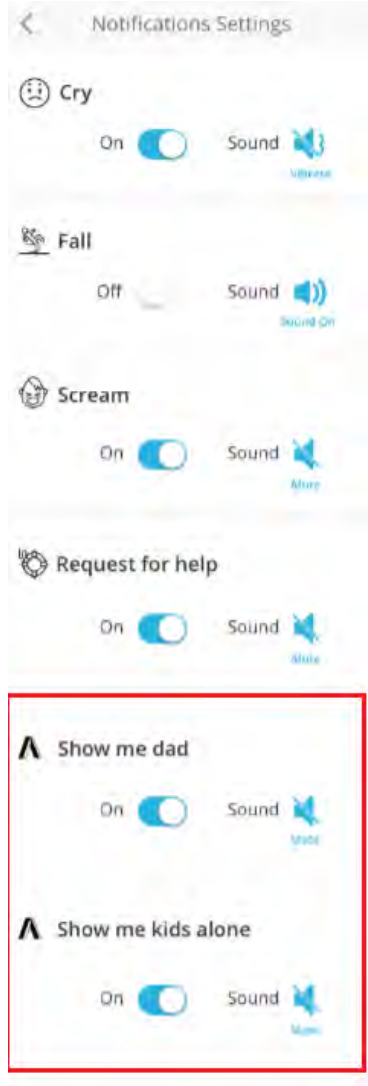 Notifications Settings
Cry
On Sound
Vibrate
Fall
Off Sound
Sound On
Scream
On Sound
Mute
Request for help
On Sound
Mute
Show me dad
On Sound
Mute
Show me kids alone
On Sound
Mute